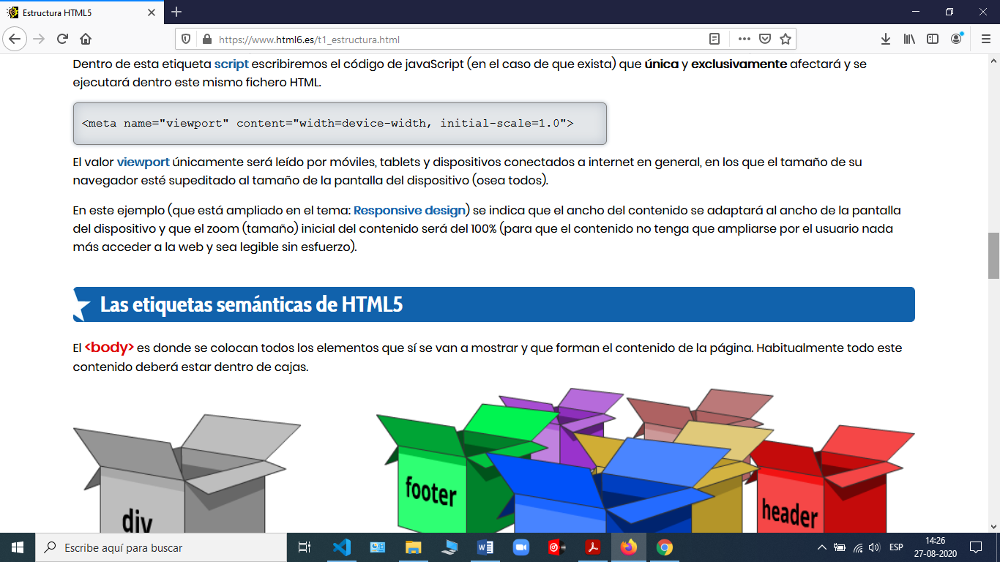 Estructura HTML5
https://www.html6.es/t1_estructura.html
Dentro de esta etiqueta script escribiremos el código de javaScript (en el caso de que exista) que única y exclusivamente afectará y se
ejecutará dentro este mismo fichero HTML.
<meta name="viewport" content="width=device-width, initial-scale=1.0">
El valor viewport únicamente será leído por móviles, tablets y dispositivos conectados a internet en general, en los que el tamaño de su
navegador esté supeditado al tamaño de la pantalla del dispositivo (osea todos).
En este ejemplo (que está ampliado en el tema: Responsive design) se indica que el ancho del contenido se adaptará al ancho de la pantalla
del dispositivo y que el zoom (tamaño) inicial del contenido será del 100% (para que el contenido no tenga que ampliarse por el usuario nada
más acceder a la web y sea legible sin esfuerzo).
Las etiquetas semánticas de HTML5
El <body> es donde se colocan todos los elementos que sí se van a mostrar y que forman el contenido de la página. Habitualmente todo este
contenido deberá estar dentro de cajas.
div
footer
header
Escribe aquí para buscar
ESP
14:26
27-08-2020